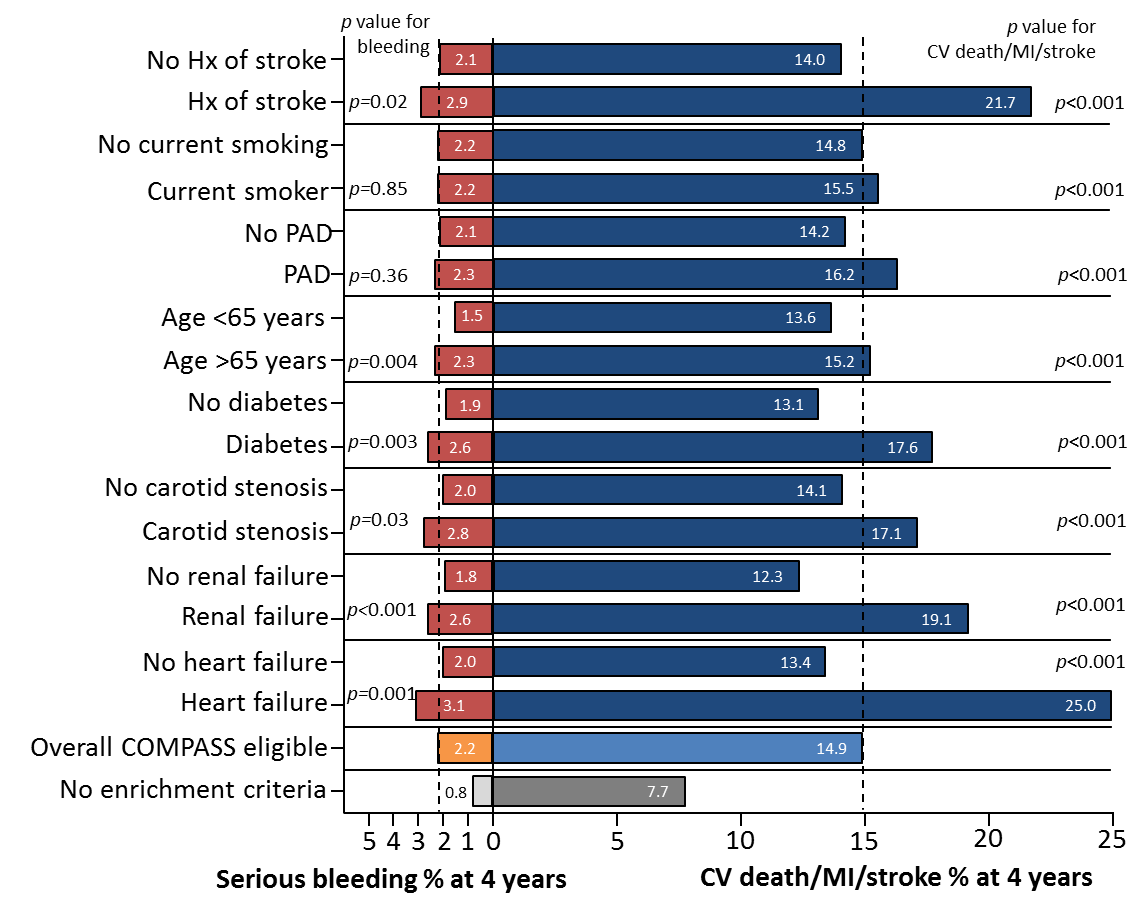 p value for
bleeding
p value for
CV death/MI/stroke
No Hx of stroke
2.1
14.0
Hx of stroke
p=0.02
2.9
21.7
p<0.001
No current smoking
2.2
14.8
Current smoker
p=0.85
2.2
15.5
p<0.001
No PAD
2.1
14.2
PAD
p=0.36
2.3
16.2
p<0.001
Age <65 years
1.5
13.6
Age >65 years
p=0.004
2.3
15.2
p<0.001
No diabetes
1.9
13.1
Diabetes
p=0.003
2.6
17.6
p<0.001
No carotid stenosis
2.0
14.1
Carotid stenosis
p=0.03
2.8
17.1
p<0.001
No renal failure
1.8
12.3
Renal failure
p<0.001
2.6
19.1
p<0.001
No heart failure
2.0
13.4
p<0.001
Heart failure
p=0.001
3.1
25.0
Overall COMPASS eligible
2.2
14.9
No enrichment criteria
0.8
7.7
5 4 3 2 1 0 5 10 15 20 25
Serious bleeding % at 4 years
CV death/MI/stroke % at 4 years